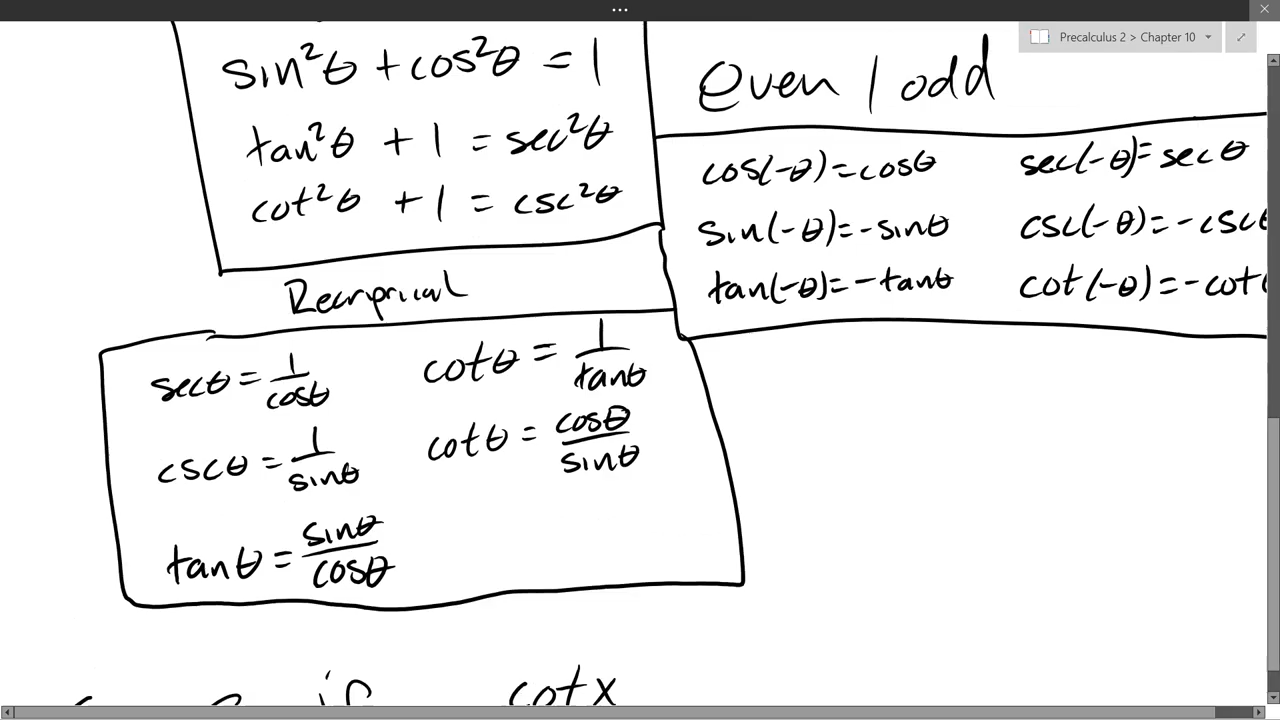 Precalculus 2 > Chapter 10
sin²θ + cos²θ = 1
tan²θ + 1 = sec²θ
cot²θ + 1 = csc²θ
even / odd
cos(-θ)=cosθ sec(-θ)=secθ
sin(-θ)=-sinθ csc(-θ)=-csc
tan(-θ)=-tanθ cot(-θ)=-cot
Recriprical
secθ = 1/cosθ cotθ = 1/tanθ
cscθ = 1/sinθ cotθ = cosθ/sinθ
tanθ = sinθ/cosθ
cotx